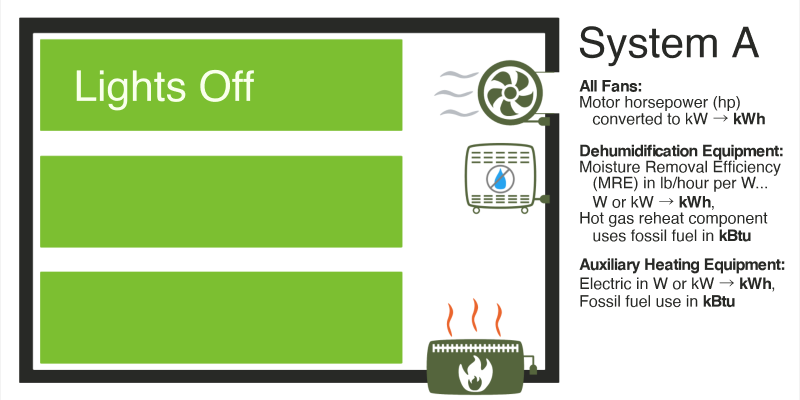 Lights Off
System A
All Fans:
Motor horsepower (hp)
converted to kW → kWh
Dehumidification Equipment:
Moisture Removal Efficiency
(MRE) in lb/hour per W...
W or kW → kWh,
Hot gas reheat component
uses fossil fuel in kBtu
Auxiliary Heating Equipment:
Electric in W or kW → kWh,
Fossil fuel use in kBtu